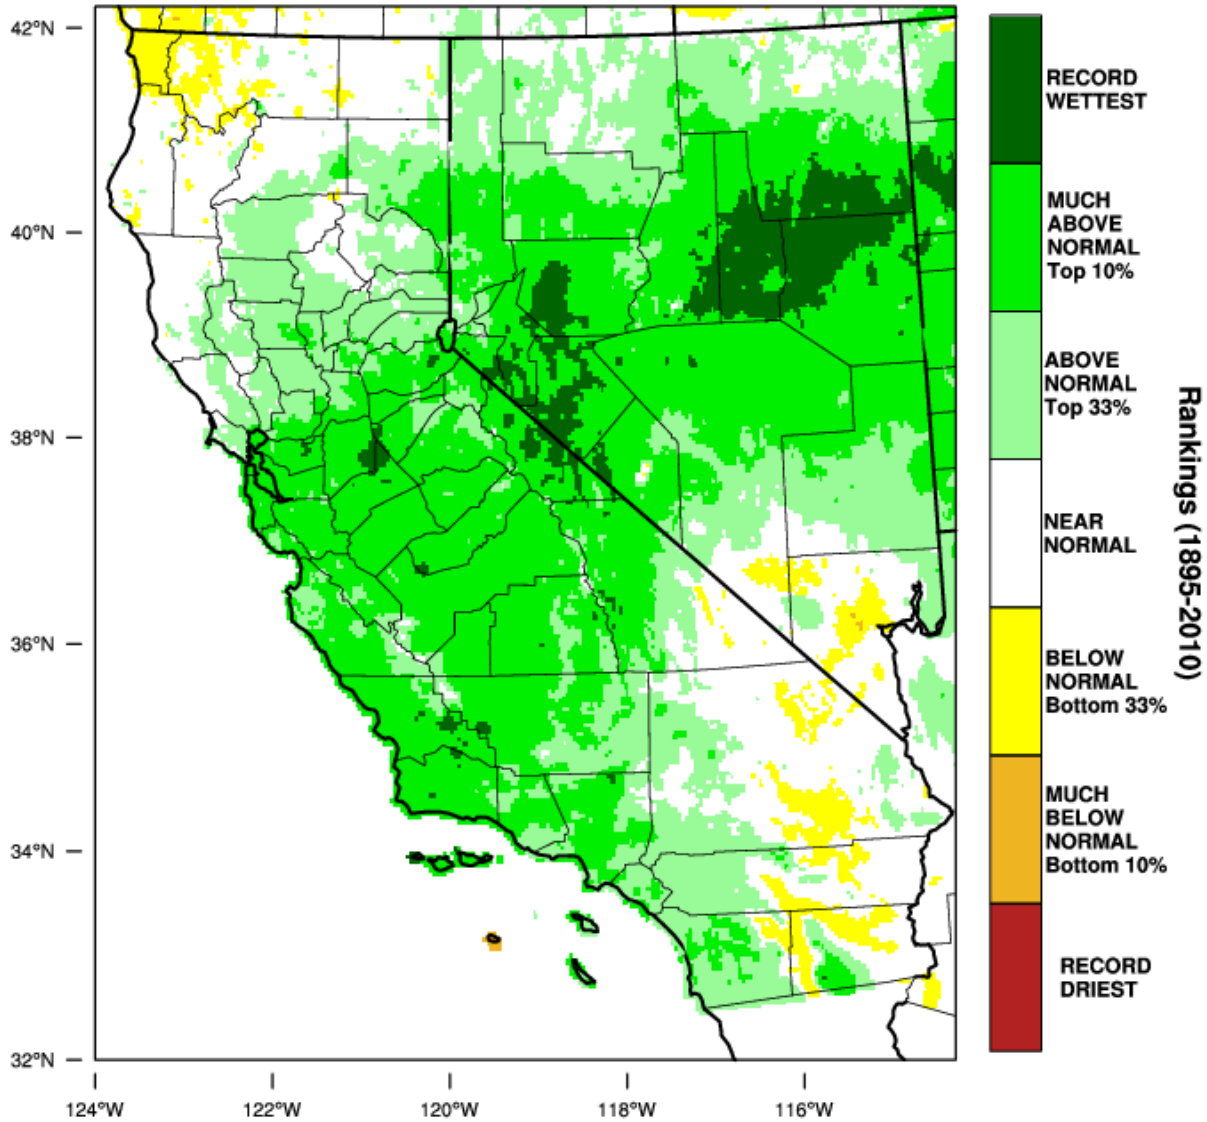 42°N
40°N
38°N
36°N
34°N
32°N
124°W
122°W
120°W
118°W
116°W
RECORD
WETTEST
MUCH
ABOVE
NORMAL
Top 10%
ABOVE
NORMAL
Top 33%
NEAR
NORMAL
BELOW
NORMAL
Bottom 33%
MUCH
BELOW
NORMAL
Bottom 10%
RECORD
DRIEST
Rankings (1895-2010)